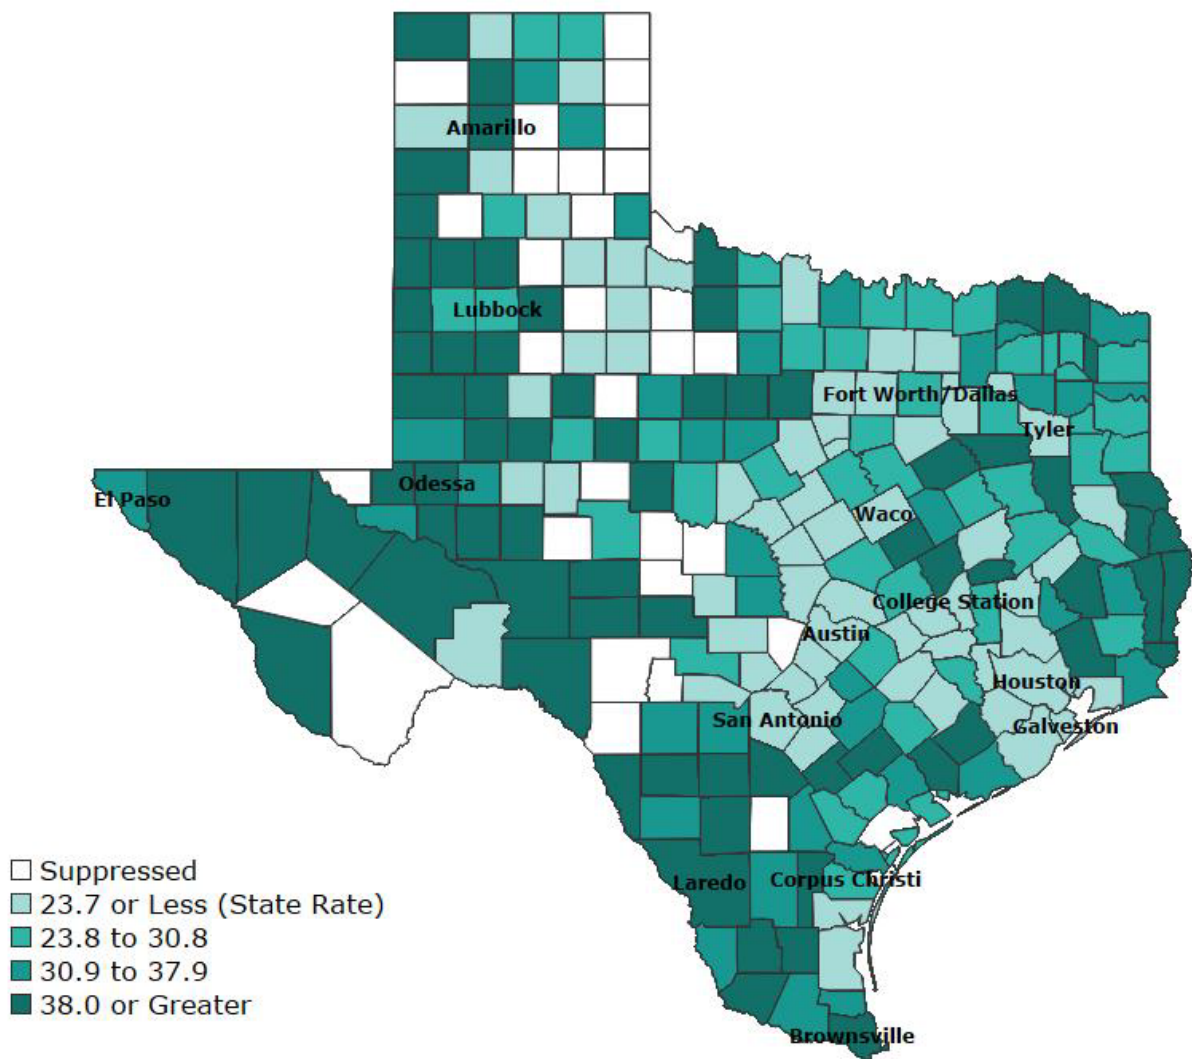 Amarillo
Lubbock
Fort Worth/Dallas
Tyler
Odessa
El Paso
Waco
College Station
Austin
Houston
San Antonio
Galveston
Suppressed
23.7 or Less (State Rate)
23.8 to 30.8
30.9 to 37.9
38.0 or Greater
Laredo
Corpus Christi
Brownsville